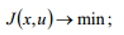 J(x,u) → min ;